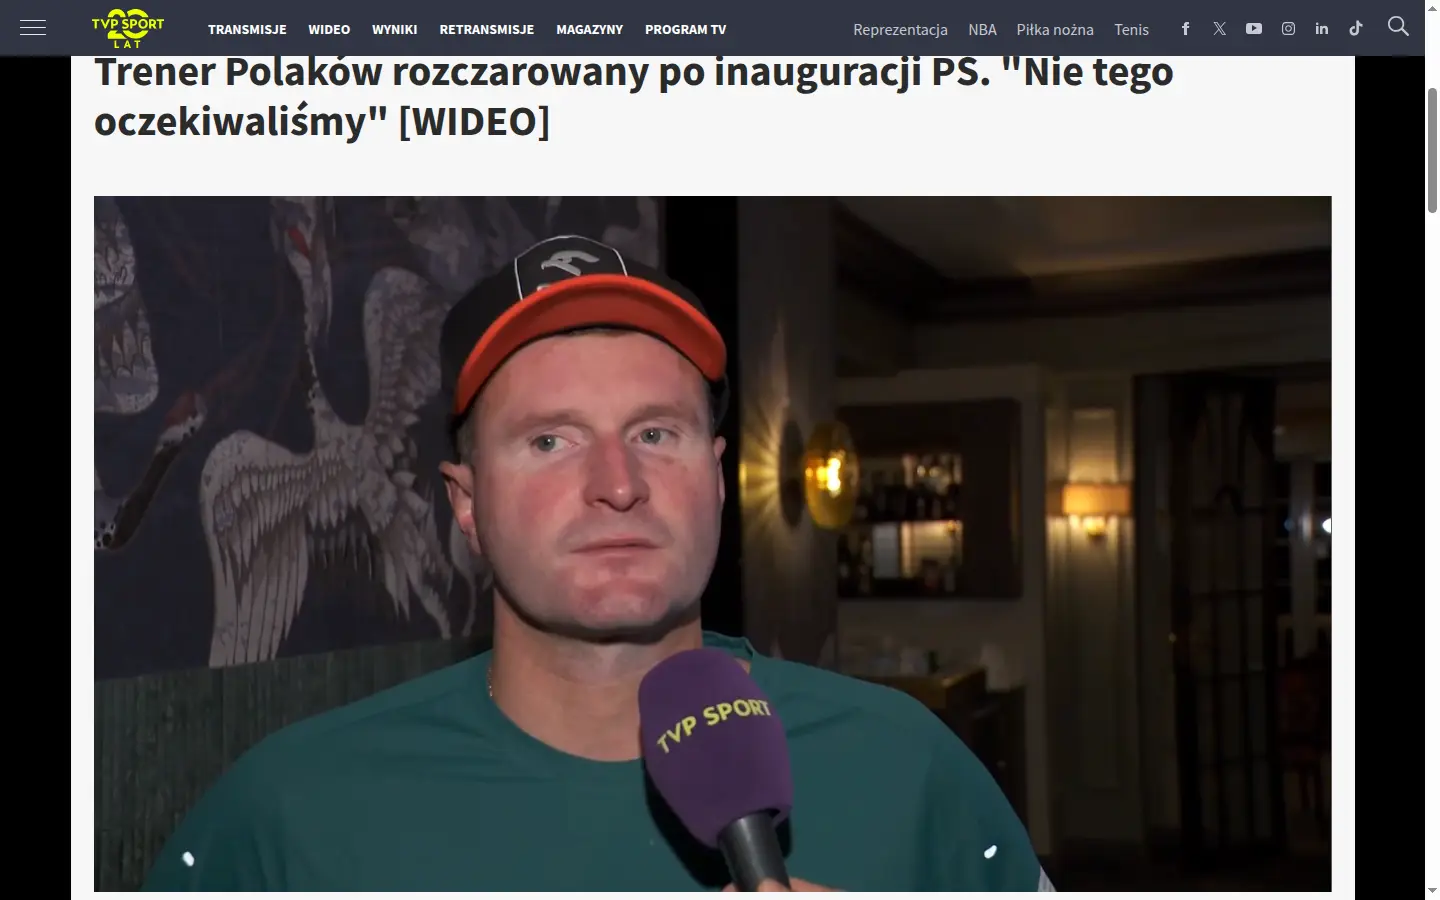 TVP SPORT
20
LAT
TRANSMISJE WIDEO WYNIKI RETRANSMISJE MAGAZYNY PROGRAM TV Reprezentacja NBA Piłka nożna Tenis
Trener Polaków rozczarowany po inauguracji PŚ. "Nie tego
oczekiwaliśmy" [WIDEO]
TVP SPORT